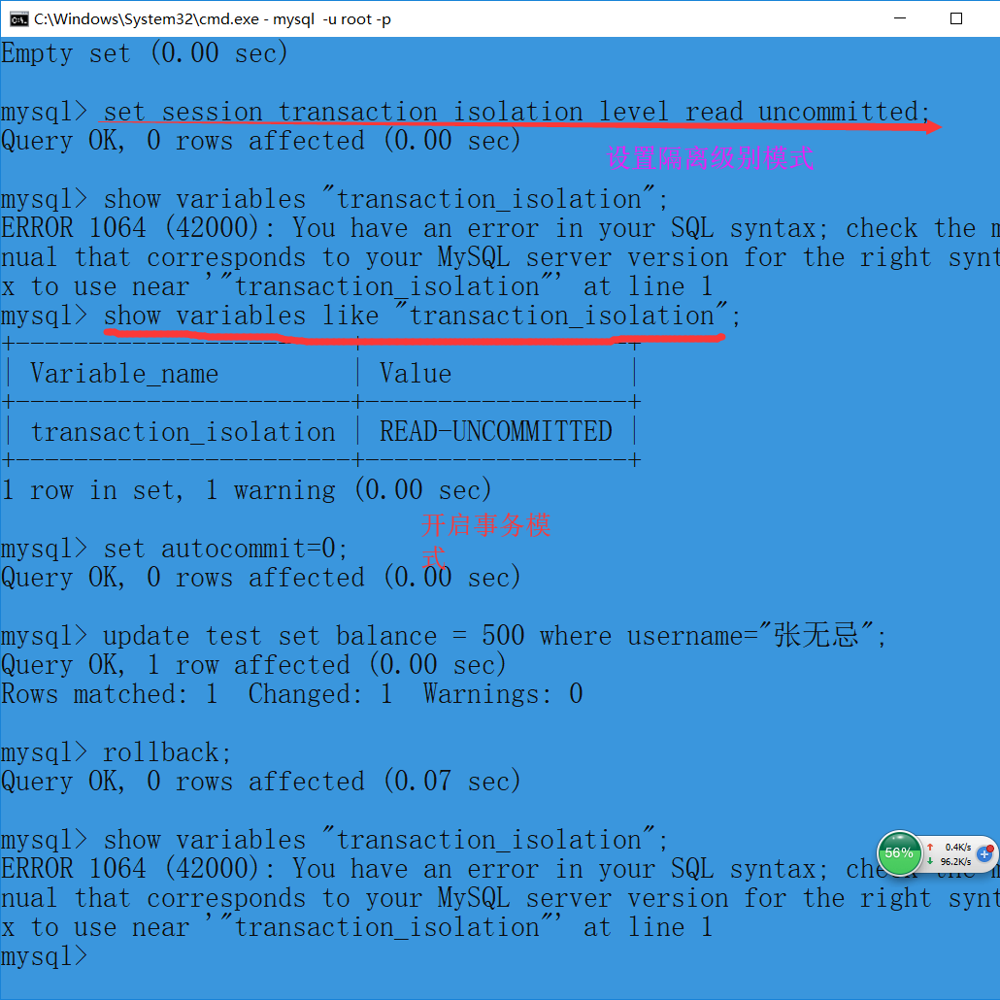 C:\Windows\System32\cmd.exe - mysql  -u root -p
Empty set (0.00 sec)
mysql> set session transaction isolation level read uncommitted;
Query OK, 0 rows affected (0.00 sec)
设置隔离级别模式
mysql> show variables "transaction_isolation";
ERROR 1064 (42000): You have an error in your SQL syntax; check the m
nual that corresponds to your MySQL server version for the right synt
x to use near '"transaction_isolation"' at line 1
mysql> show variables like "transaction_isolation";
+-----------------------+------------------+
| Variable_name         | Value            |
+-----------------------+------------------+
| transaction_isolation | READ-UNCOMMITTED |
+-----------------------+------------------+
1 row in set, 1 warning (0.00 sec)
开启事务模
式
mysql> set autocommit=0;
Query OK, 0 rows affected (0.00 sec)
mysql> update test set balance = 500 where username="张无忌";
Query OK, 1 row affected (0.00 sec)
Rows matched: 1  Changed: 1  Warnings: 0
mysql> rollback;
Query OK, 0 rows affected (0.07 sec)
mysql> show variables "transaction_isolation";
ERROR 1064 (42000): You have an error in your SQL syntax; check the m
nual that corresponds to your MySQL server version for the right synt
x to use near '"transaction_isolation"' at line 1
mysql>
56%
↑ 0.4K/s
↓ 96.2K/s